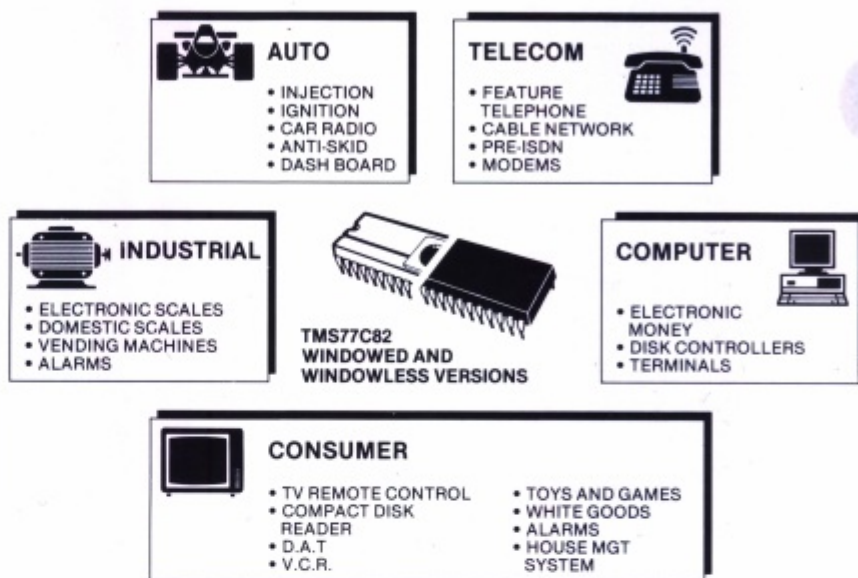 AUTO
• INJECTION
• IGNITION
• CAR RADIO
• ANTI-SKID
• DASH BOARD
TELECOM
• FEATURE
TELEPHONE
• CABLE NETWORK
• PRE-ISDN
• MODEMS
INDUSTRIAL
• ELECTRONIC SCALES
• DOMESTIC SCALES
• VENDING MACHINES
• ALARMS
TMS77C82
WINDOWED AND
WINDOWLESS VERSIONS
COMPUTER
• ELECTRONIC
MONEY
• DISK CONTROLLERS
• TERMINALS
CONSUMER
• TV REMOTE CONTROL
• COMPACT DISK
READER
• D.A.T
• V.C.R.
• TOYS AND GAMES
• WHITE GOODS
• ALARMS
• HOUSE MGT
SYSTEM